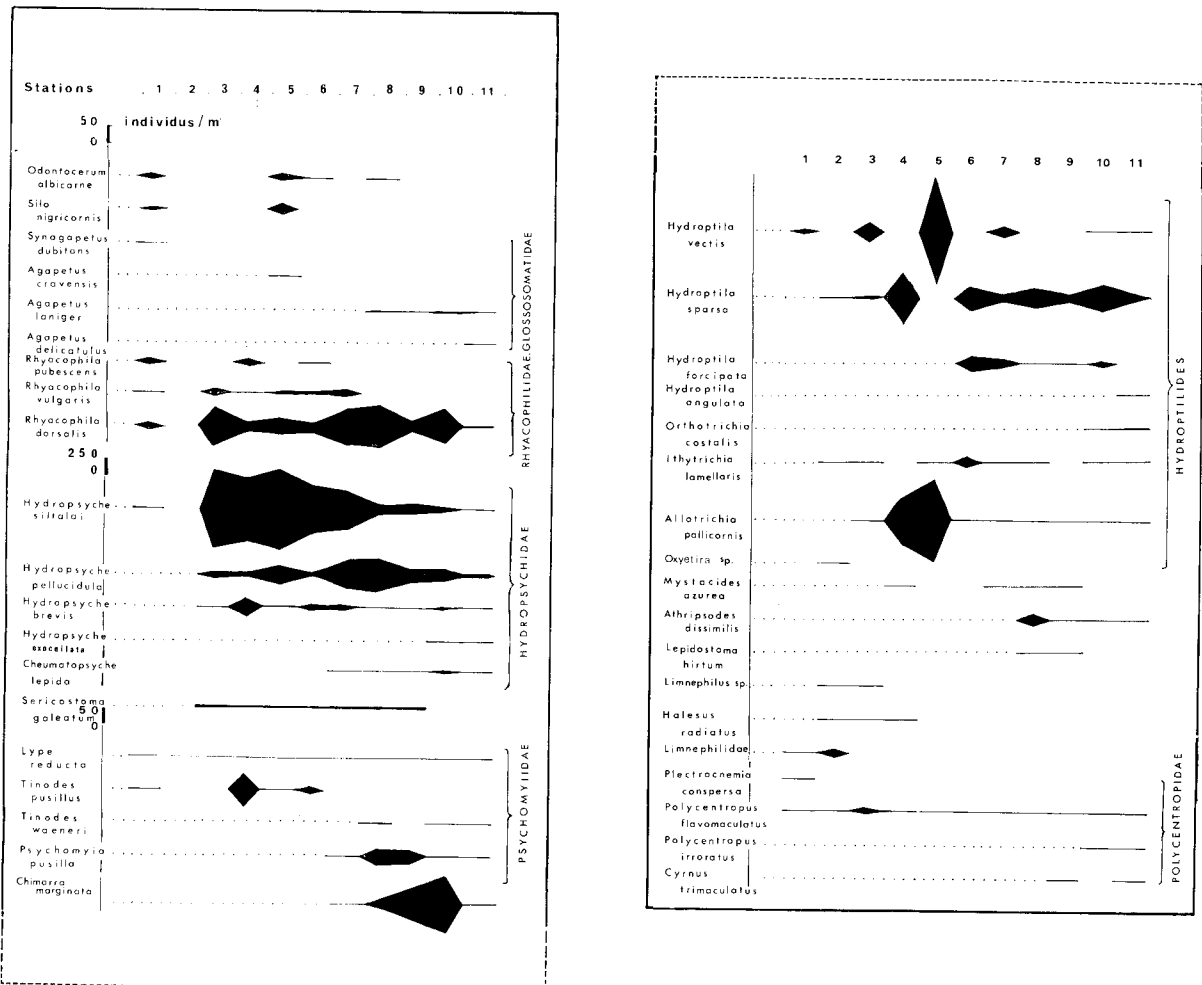 Stations 1 2 3 4 5 6 7 8 9 10 11
50 individus/m
0
Odontocerum
albicorne
Silo
nigricornis
Synagapetus
dubitans
Agapetus
cravensis
Agapetus
laniger
Agapetus
delicatulus
Rhyacophila
pubescens
Rhyacophila
vulgaris
Rhyacophila
dorsalis
GLOSSOSOMATIDAE
RHYACOPHILIDAE
250
0
Hydropsyche
siltalai
Hydropsyche
pellucidula
Hydropsyche
brevis
Hydropsyche
exocellata
Cheumatopsyche
lepida
HYDROPSYCHIDAE
Sericostoma
galeatum
50
0
Lype
reducta
Tinodes
pusillus
Tinodes
waeneri
Psychomyia
pusilla
PSYCHOMYIIDAE
Chimarra
marginata
1 2 3 4 5 6 7 8 9 10 11
Hydroptila
vectis
Hydroptila
sparsa
Hydroptila
forcipata
Hydroptila
angulata
Orthotrichia
costalis
Ithytrichia
lamellaris
Allotrichia
pallicornis
Oxyetira sp.
HYDROPTILIDES
Mystacides
azurea
Athripsodes
dissimilis
Lepidostoma
hirtum
Limnephilus sp.
Halesus
radiatus
Limnephilidae
Plectrocnemia
conspersa
Polycentropus
flavomaculatus
Polycentropus
irroratus
Cyrnus
trimaculatus
POLYCENTROPIDAE